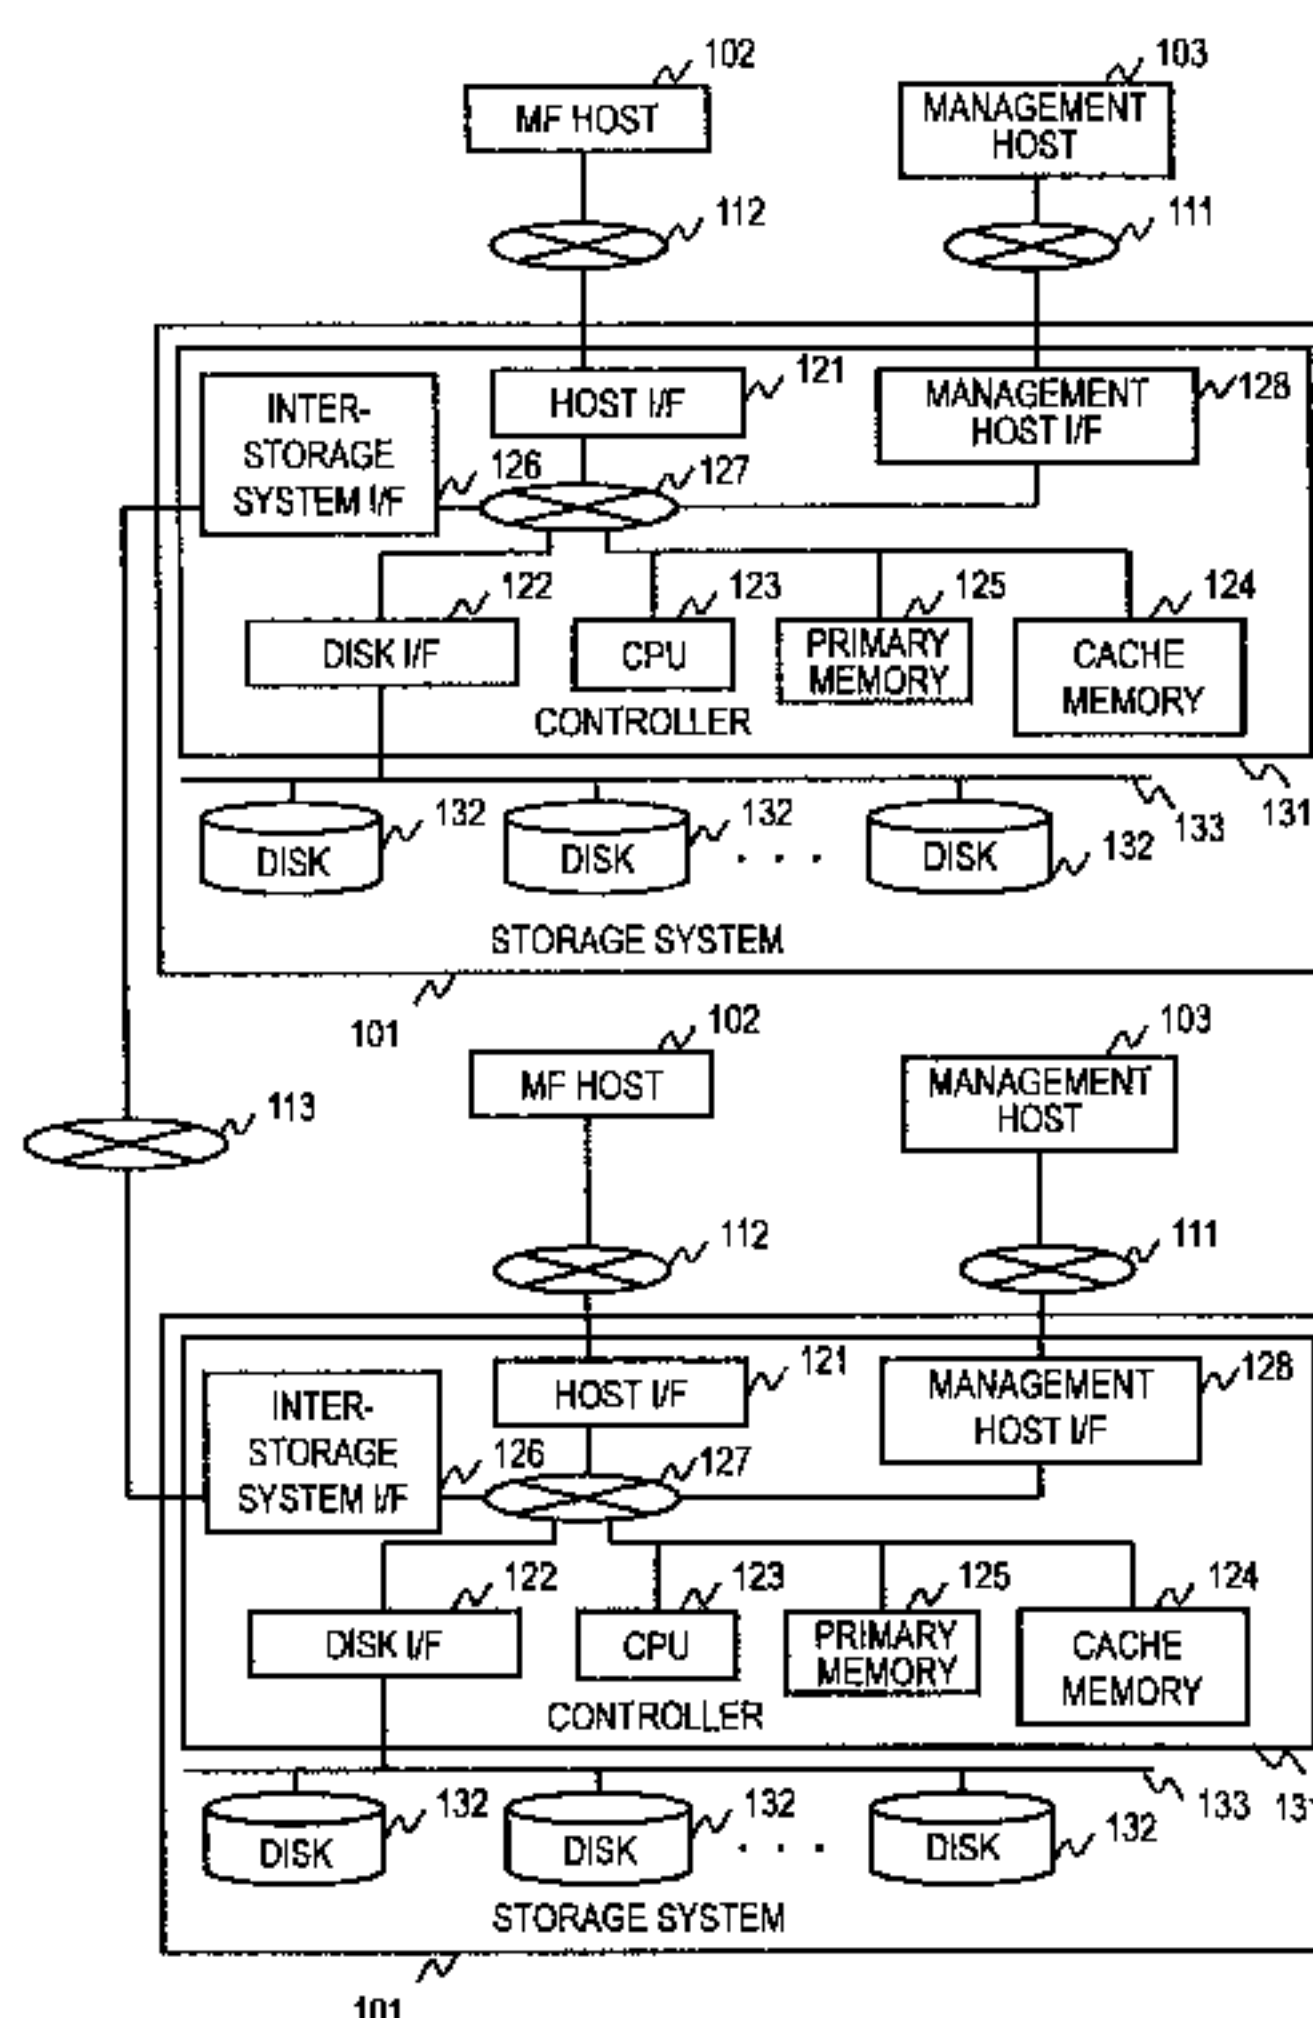 102
103
MF HOST
MANAGEMENT
HOST
112
111
121
128
INTER-
STORAGE
SYSTEM I/F
HOST I/F
MANAGEMENT
HOST I/F
126
127
122
123
125
124
DISK I/F
CPU
PRIMARY
MEMORY
CACHE
MEMORY
CONTROLLER
132
132
132
133
131
DISK
DISK
. . .
DISK
STORAGE SYSTEM
101
102
103
MF HOST
MANAGEMENT
HOST
113
112
111
121
128
INTER-
STORAGE
SYSTEM I/F
HOST I/F
MANAGEMENT
HOST I/F
126
127
122
123
125
124
DISK I/F
CPU
PRIMARY
MEMORY
CACHE
MEMORY
CONTROLLER
132
132
132
133
DISK
DISK
. . .
DISK
STORAGE SYSTEM
101